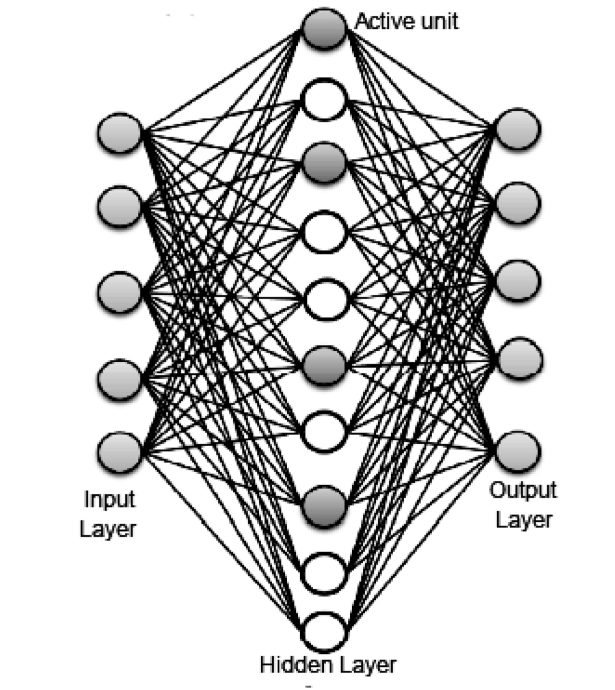 Active unit
Input
Layer
Output
Layer
Hidden Layer